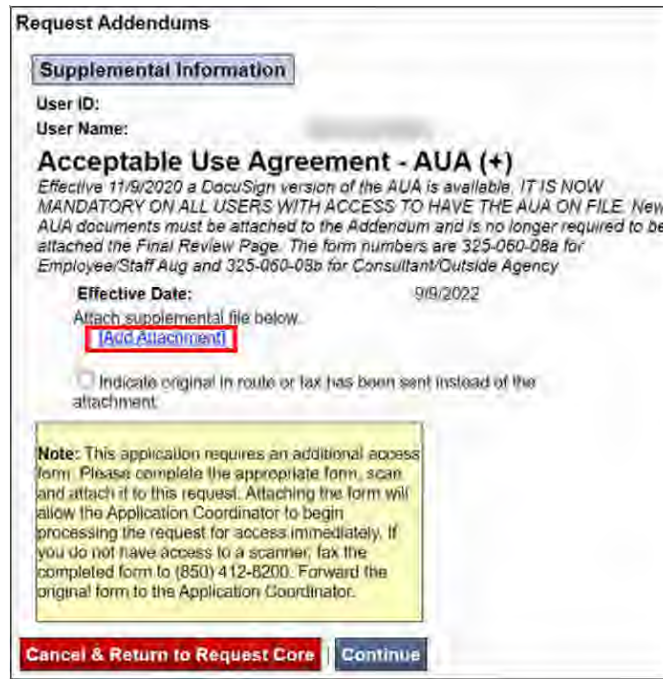 Request Addendums
Supplemental Information
User ID:
User Name:
Acceptable Use Agreement - AUA (+)
Effective 11/9/2020 a DocuSign version of the AUA is available. IT IS NOW
MANDATORY ON ALL USERS WITH ACCESS TO HAVE THE AUA ON FILE. New
AUA documents must be attached to the Addendum and is no longer required to be
attached the Final Review Page. The form numbers are 325-060-08a for
Employee/Staff Aug and 325-060-08b for Consultant/Outside Agency
Effective Date: 9/9/2022
Attach supplemental file below.
[Add Attachment]
Indicate original in route or fax has been sent instead of the
attachment
Note: This application requires an additional access
form. Please complete the appropriate form, scan
and attach it to this request. Attaching the form will
allow the Application Coordinator to begin
processing the request for access immediately. If
you do not have access to a scanner, fax the
completed form to (850) 412-8200. Forward the
original form to the Application Coordinator.
Cancel & Return to Request Core | Continue